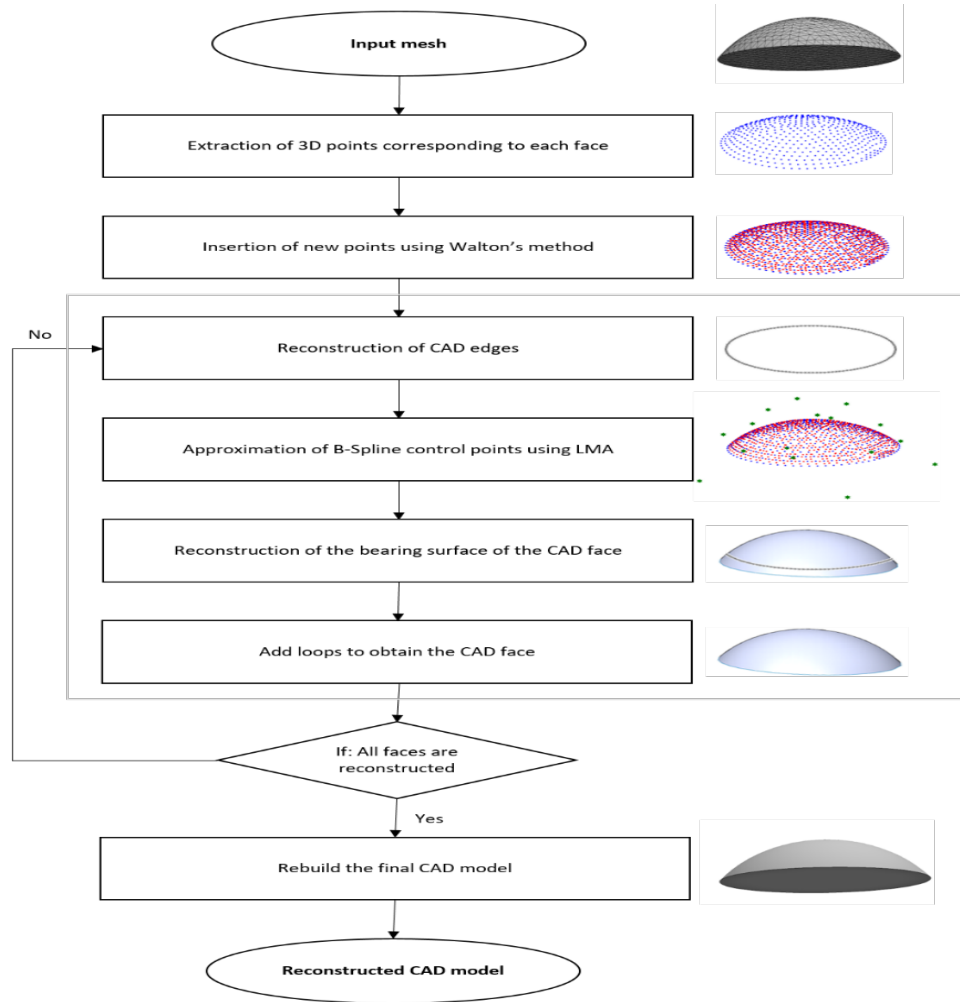 Input mesh
Extraction of 3D points corresponding to each face
Insertion of new points using Walton’s method
No
Reconstruction of CAD edges
Approximation of B-Spline control points using LMA
Reconstruction of the bearing surface of the CAD face
Add loops to obtain the CAD face
If: All faces are
reconstructed
Yes
Rebuild the final CAD model
Reconstructed CAD model